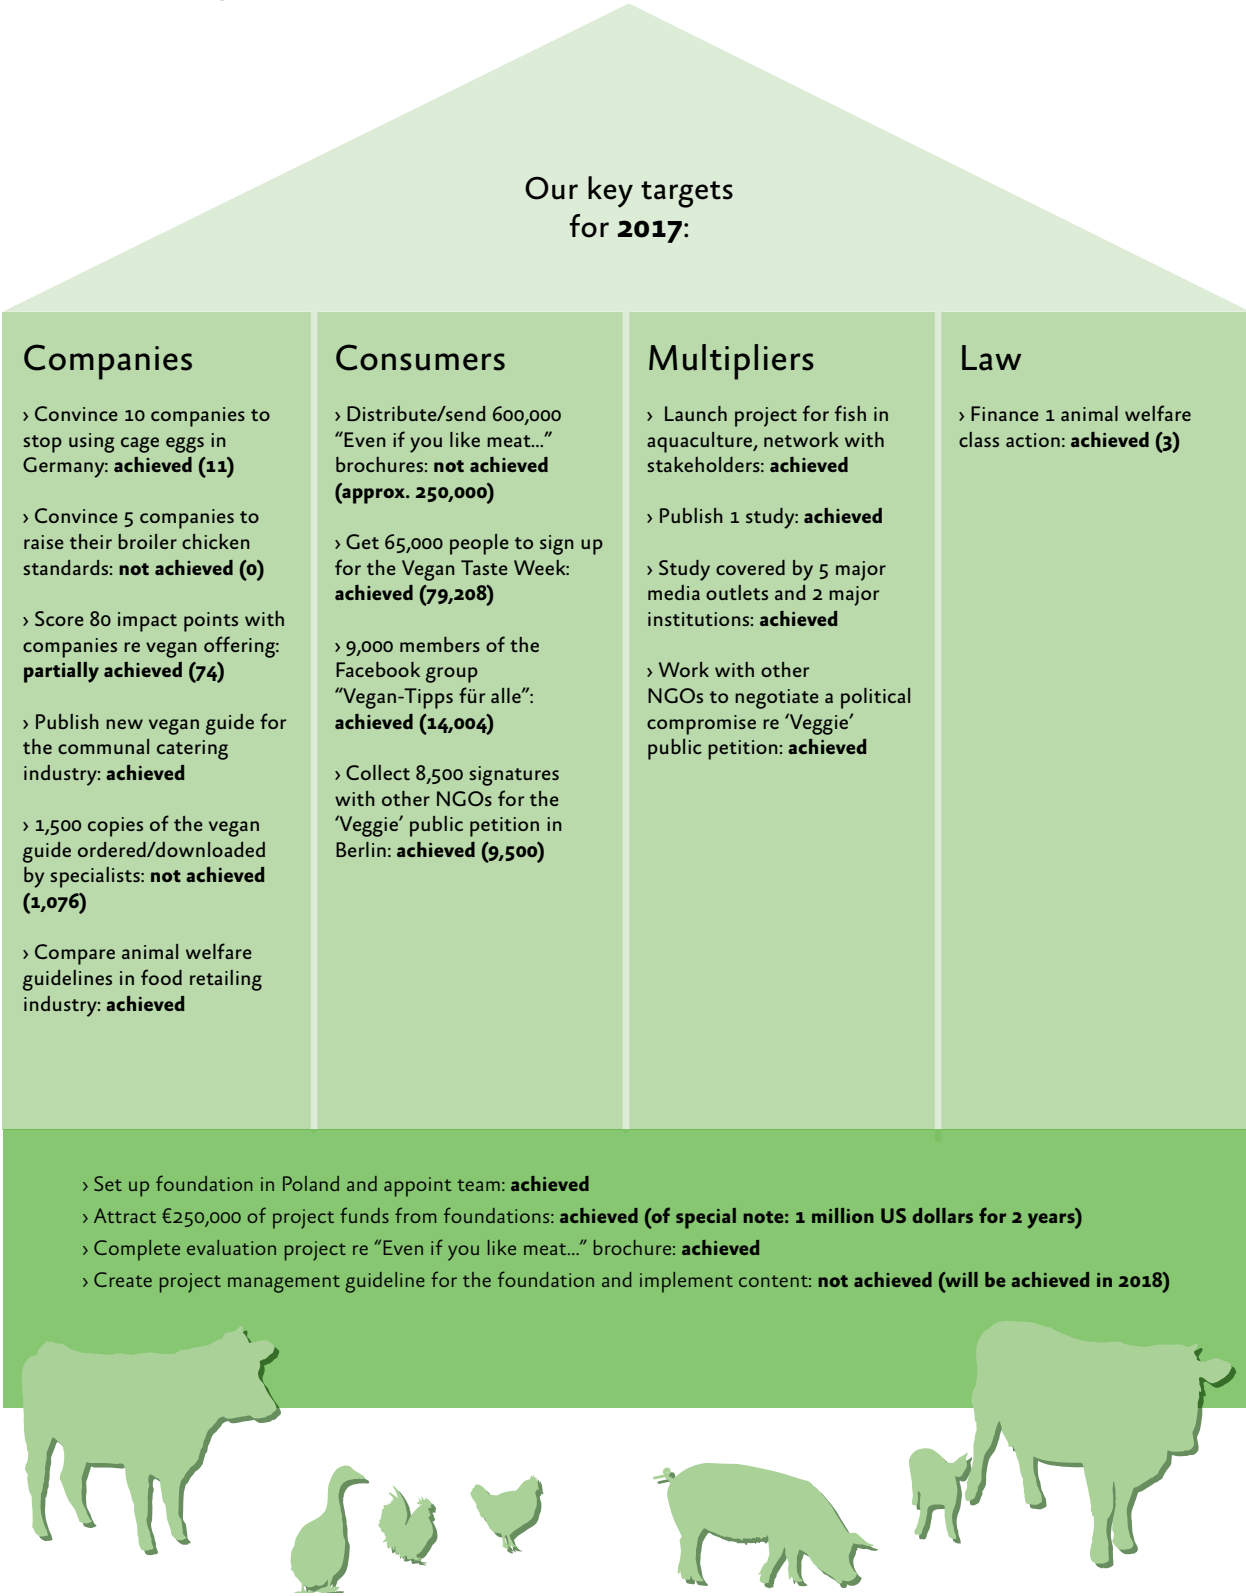 Our key targets
for 2017:
Companies
› Convince 10 companies to
stop using cage eggs in
Germany: achieved (11)
› Convince 5 companies to
raise their broiler chicken
standards: not achieved (0)
› Score 80 impact points with
companies re vegan offering:
partially achieved (74)
› Publish new vegan guide for
the communal catering
industry: achieved
› 1,500 copies of the vegan
guide ordered/downloaded
by specialists: not achieved
(1,076)
› Compare animal welfare
guidelines in food retailing
industry: achieved
Consumers
› Distribute/send 600,000
“Even if you like meat...”
brochures: not achieved
(approx. 250,000)
› Get 65,000 people to sign up
for the Vegan Taste Week:
achieved (79,208)
› 9,000 members of the
Facebook group
“Vegan-Tipps für alle”:
achieved (14,004)
› Collect 8,500 signatures
with other NGOs for the
‘Veggie’ public petition in
Berlin: achieved (9,500)
Multipliers
› Launch project for fish in
aquaculture, network with
stakeholders: achieved
› Publish 1 study: achieved
› Study covered by 5 major
media outlets and 2 major
institutions: achieved
› Work with other
NGOs to negotiate a political
compromise re ‘Veggie’
public petition: achieved
Law
› Finance 1 animal welfare
class action: achieved (3)
› Set up foundation in Poland and appoint team: achieved
› Attract €250,000 of project funds from foundations: achieved (of special note: 1 million US dollars for 2 years)
› Complete evaluation project re “Even if you like meat...” brochure: achieved
› Create project management guideline for the foundation and implement content: not achieved (will be achieved in 2018)